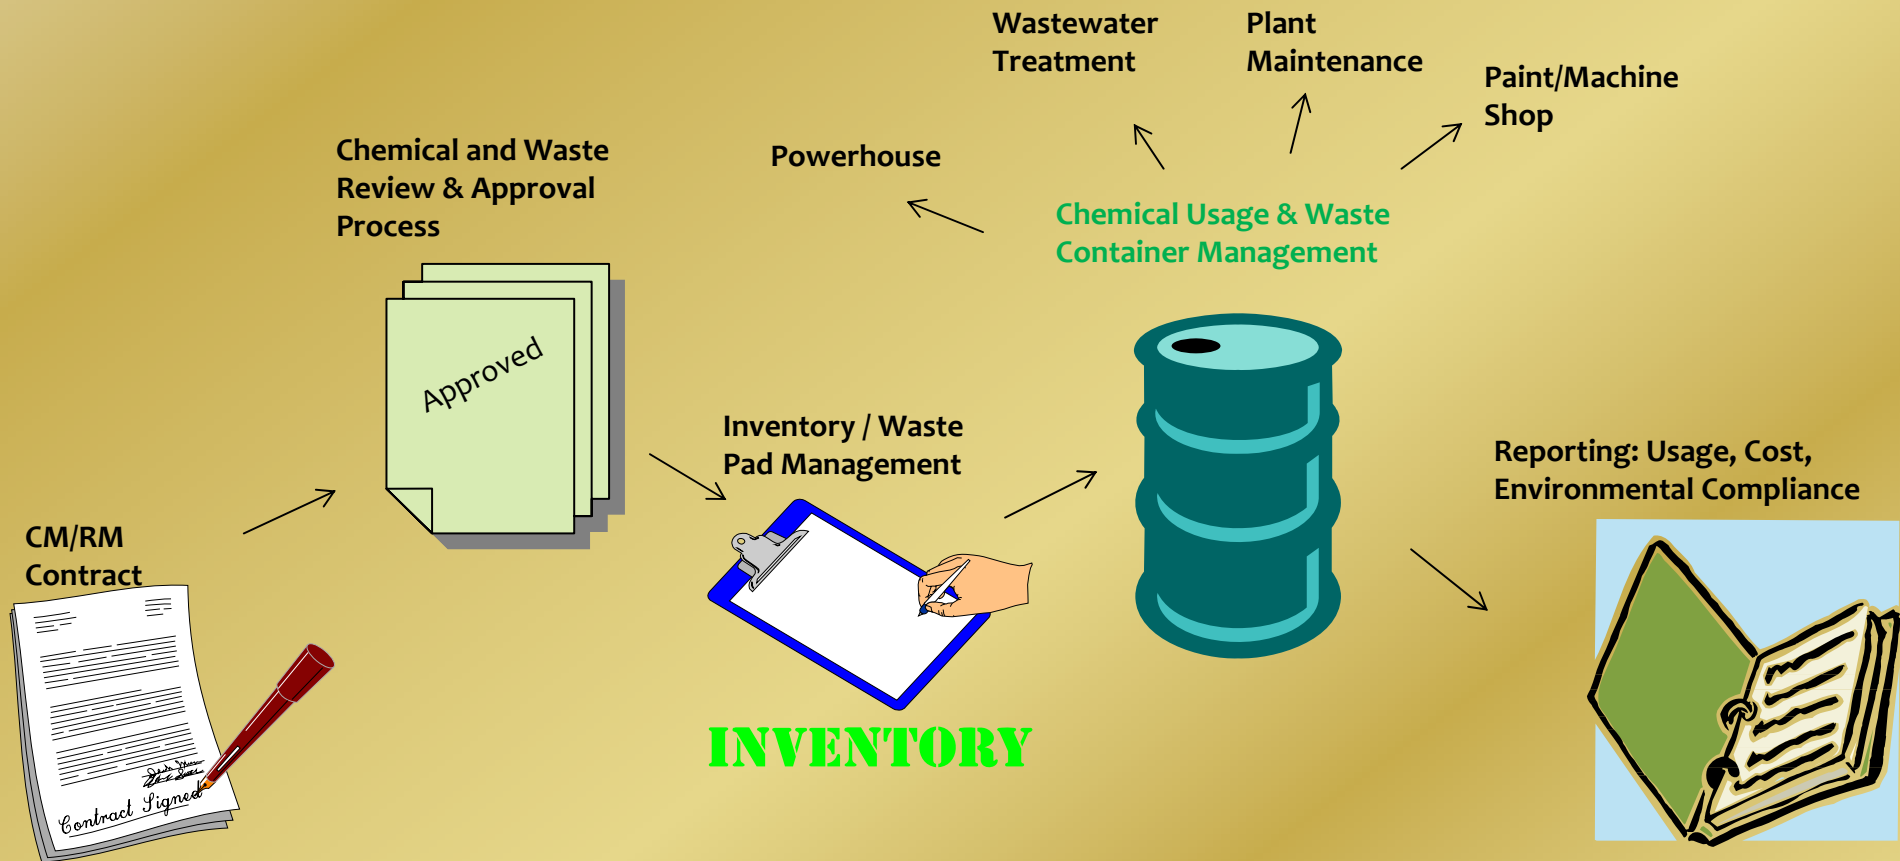 Wastewater
Treatment
Plant
Maintenance
Paint/Machine
Shop
Chemical and Waste
Review & Approval
Process
Powerhouse
Chemical Usage & Waste
Container Management
Approved
Inventory / Waste
Pad Management
Reporting: Usage, Cost,
Environmental Compliance
CM/RM
Contract
INVENTORY
Contract Signed